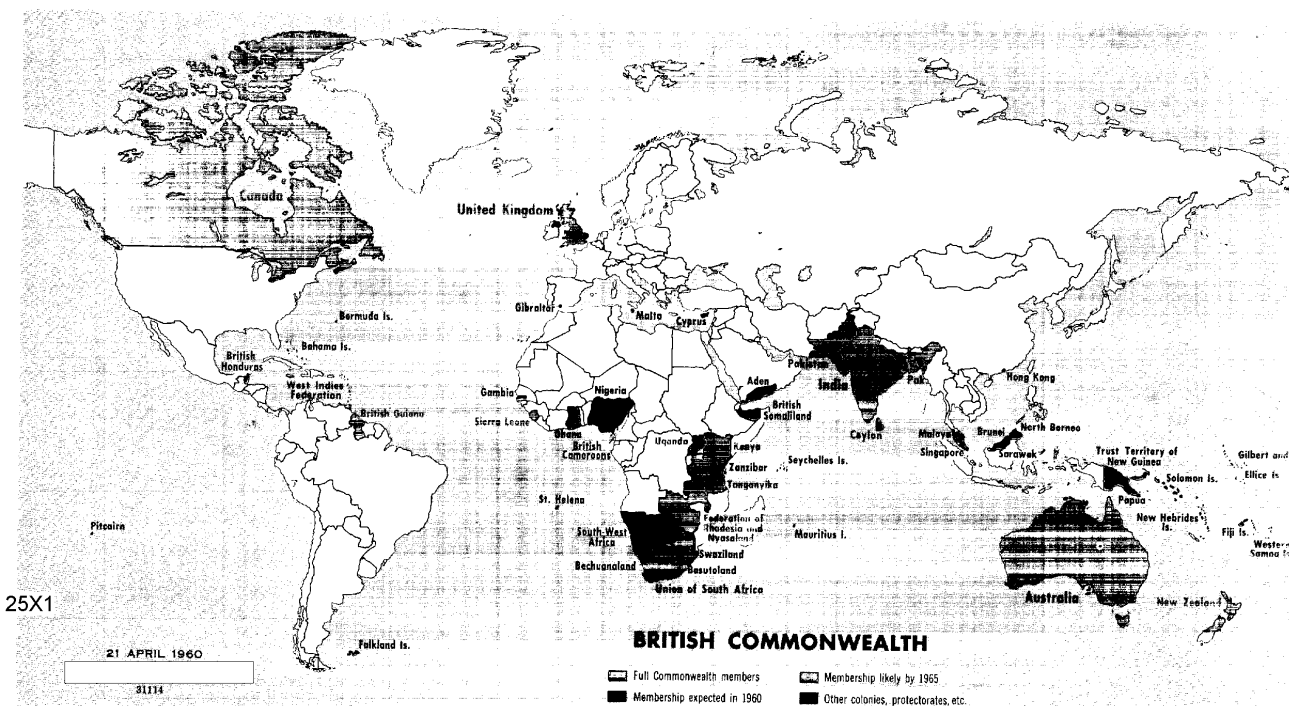 Canada
United Kingdom
Gibraltar
Malta
Cyprus
Bermuda Is.
Bahama Is.
British
Honduras
West Indies
Federation
British Guiana
Gambia
Sierra Leone
Nigeria
Ghana
British
Cameroons
Aden
British
Somaliland
Pakistan
India
Pak.
Ceylon
Hong Kong
Malaya
Singapore
Brunei
North Borneo
Sarawak
Uganda
Kenya
Zanzibar
Tanganyika
Seychelles Is.
Trust Territory of
New Guinea
Papua
Solomon Is.
Gilbert and
Ellice Is.
New Hebrides
Is.
Fiji Is.
Western
Samoa Is.
St. Helena
Pitcairn
South-West
Africa
Federation of
Rhodesia and
Nyasaland
Mauritius I.
Bechuanaland
Swaziland
Basutoland
Union of South Africa
Australia
New Zealand
Falkland Is.
25X1
21 APRIL 1960
31114
BRITISH COMMONWEALTH
Full Commonwealth members
Membership expected in 1960
Membership likely by 1965
Other colonies, protectorates, etc.